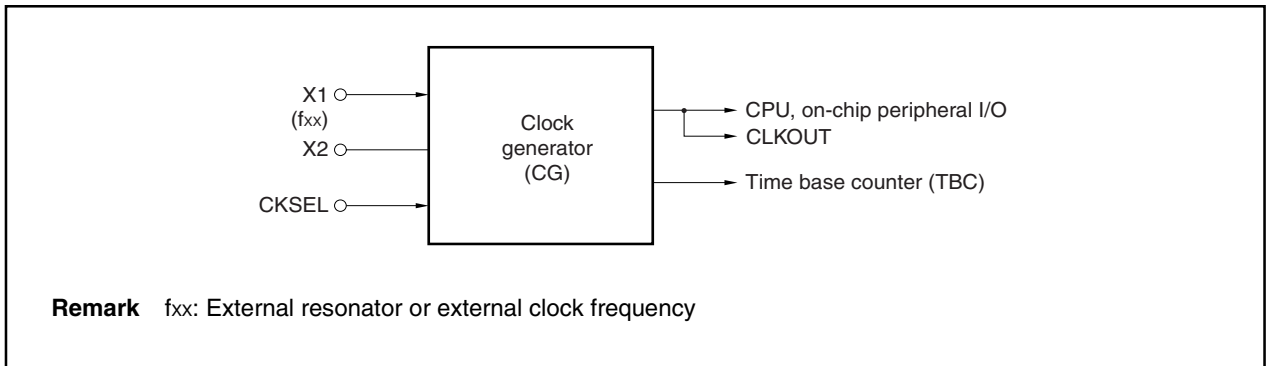 X1
(fxx)
X2
CKSEL
Clock
generator
(CG)
CPU, on-chip peripheral I/O
CLKOUT
Time base counter (TBC)
Remark fxx: External resonator or external clock frequency